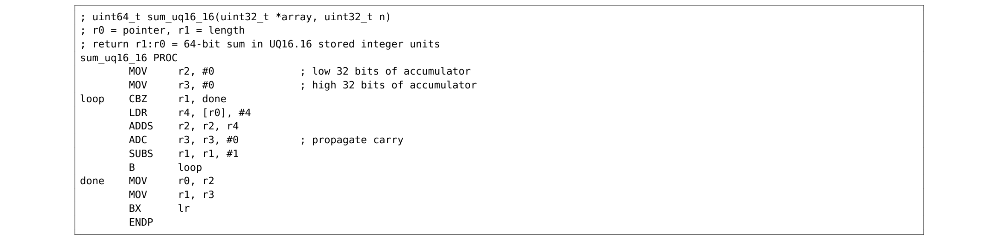 ; uint64_t sum_uq16_16(uint32_t *array, uint32_t n)
; r0 = pointer, r1 = length
; return r1:r0 = 64-bit sum in UQ16.16 stored integer units
sum_uq16_16 PROC
        MOV     r2, #0              ; low 32 bits of accumulator
        MOV     r3, #0              ; high 32 bits of accumulator
loop    CBZ     r1, done
        LDR     r4, [r0], #4
        ADDS    r2, r2, r4
        ADC     r3, r3, #0          ; propagate carry
        SUBS    r1, r1, #1
        B       loop
done    MOV     r0, r2
        MOV     r1, r3
        BX      lr
        ENDP